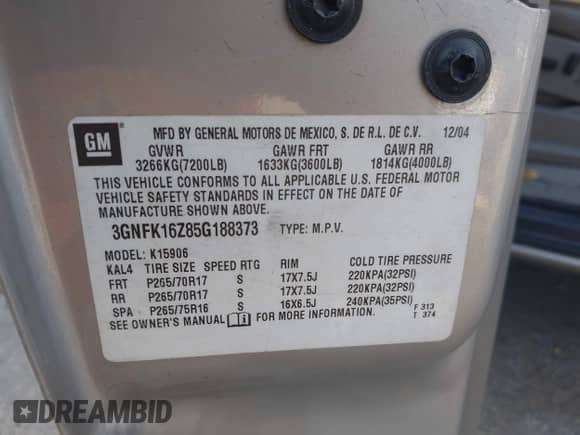 GM
MFD BY GENERAL MOTORS DE MEXICO, S. DE R.L. DE C.V. 12/04
GVWR GAWR FRT GAWR RR
3266KG(7200LB) 1633KG(3600LB) 1814KG(4000LB)
THIS VEHICLE CONFORMS TO ALL APPLICABLE U.S. FEDERAL MOTOR
VEHICLE SAFETY STANDARDS IN EFFECT ON THE DATE OF
MANUFACTURE SHOWN ABOVE.
3GNFK16Z85G188373 TYPE: M.P.V.
MODEL: K15906
KAL4 TIRE SIZE SPEED RTG RIM COLD TIRE PRESSURE
FRT P265/70R17 S 17X7.5J 220KPA(32PSI)
RR P265/70R17 S 17X7.5J 220KPA(32PSI)
SPA P265/75R16 S 16X6.5J 240KPA(35PSI)
SEE OWNER'S MANUAL FOR MORE INFORMATION.
F 313
T 374
DREAMBID